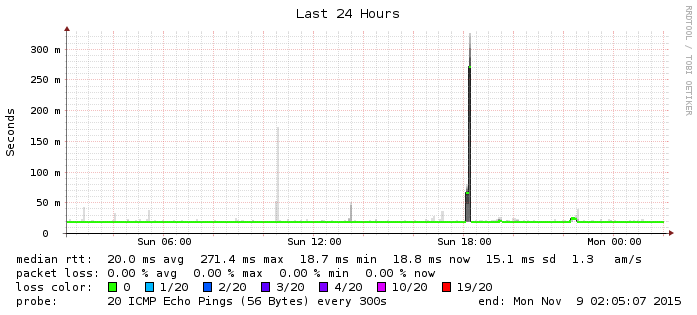 Last 24 Hours
RRDTOOL / TOBI OETIKER
Seconds
300 m
250 m
200 m
150 m
100 m
50 m
0
Sun 06:00 Sun 12:00 Sun 18:00 Mon 00:00
median rtt: 20.0 ms avg 271.4 ms max 18.7 ms min 18.8 ms now 15.1 ms sd 1.3 am/s
packet loss: 0.00 % avg 0.00 % max 0.00 % min 0.00 % now
loss color: 0 1/20 2/20 3/20 4/20 10/20 19/20
probe: 20 ICMP Echo Pings (56 Bytes) every 300s end: Mon Nov 9 02:05:07 2015